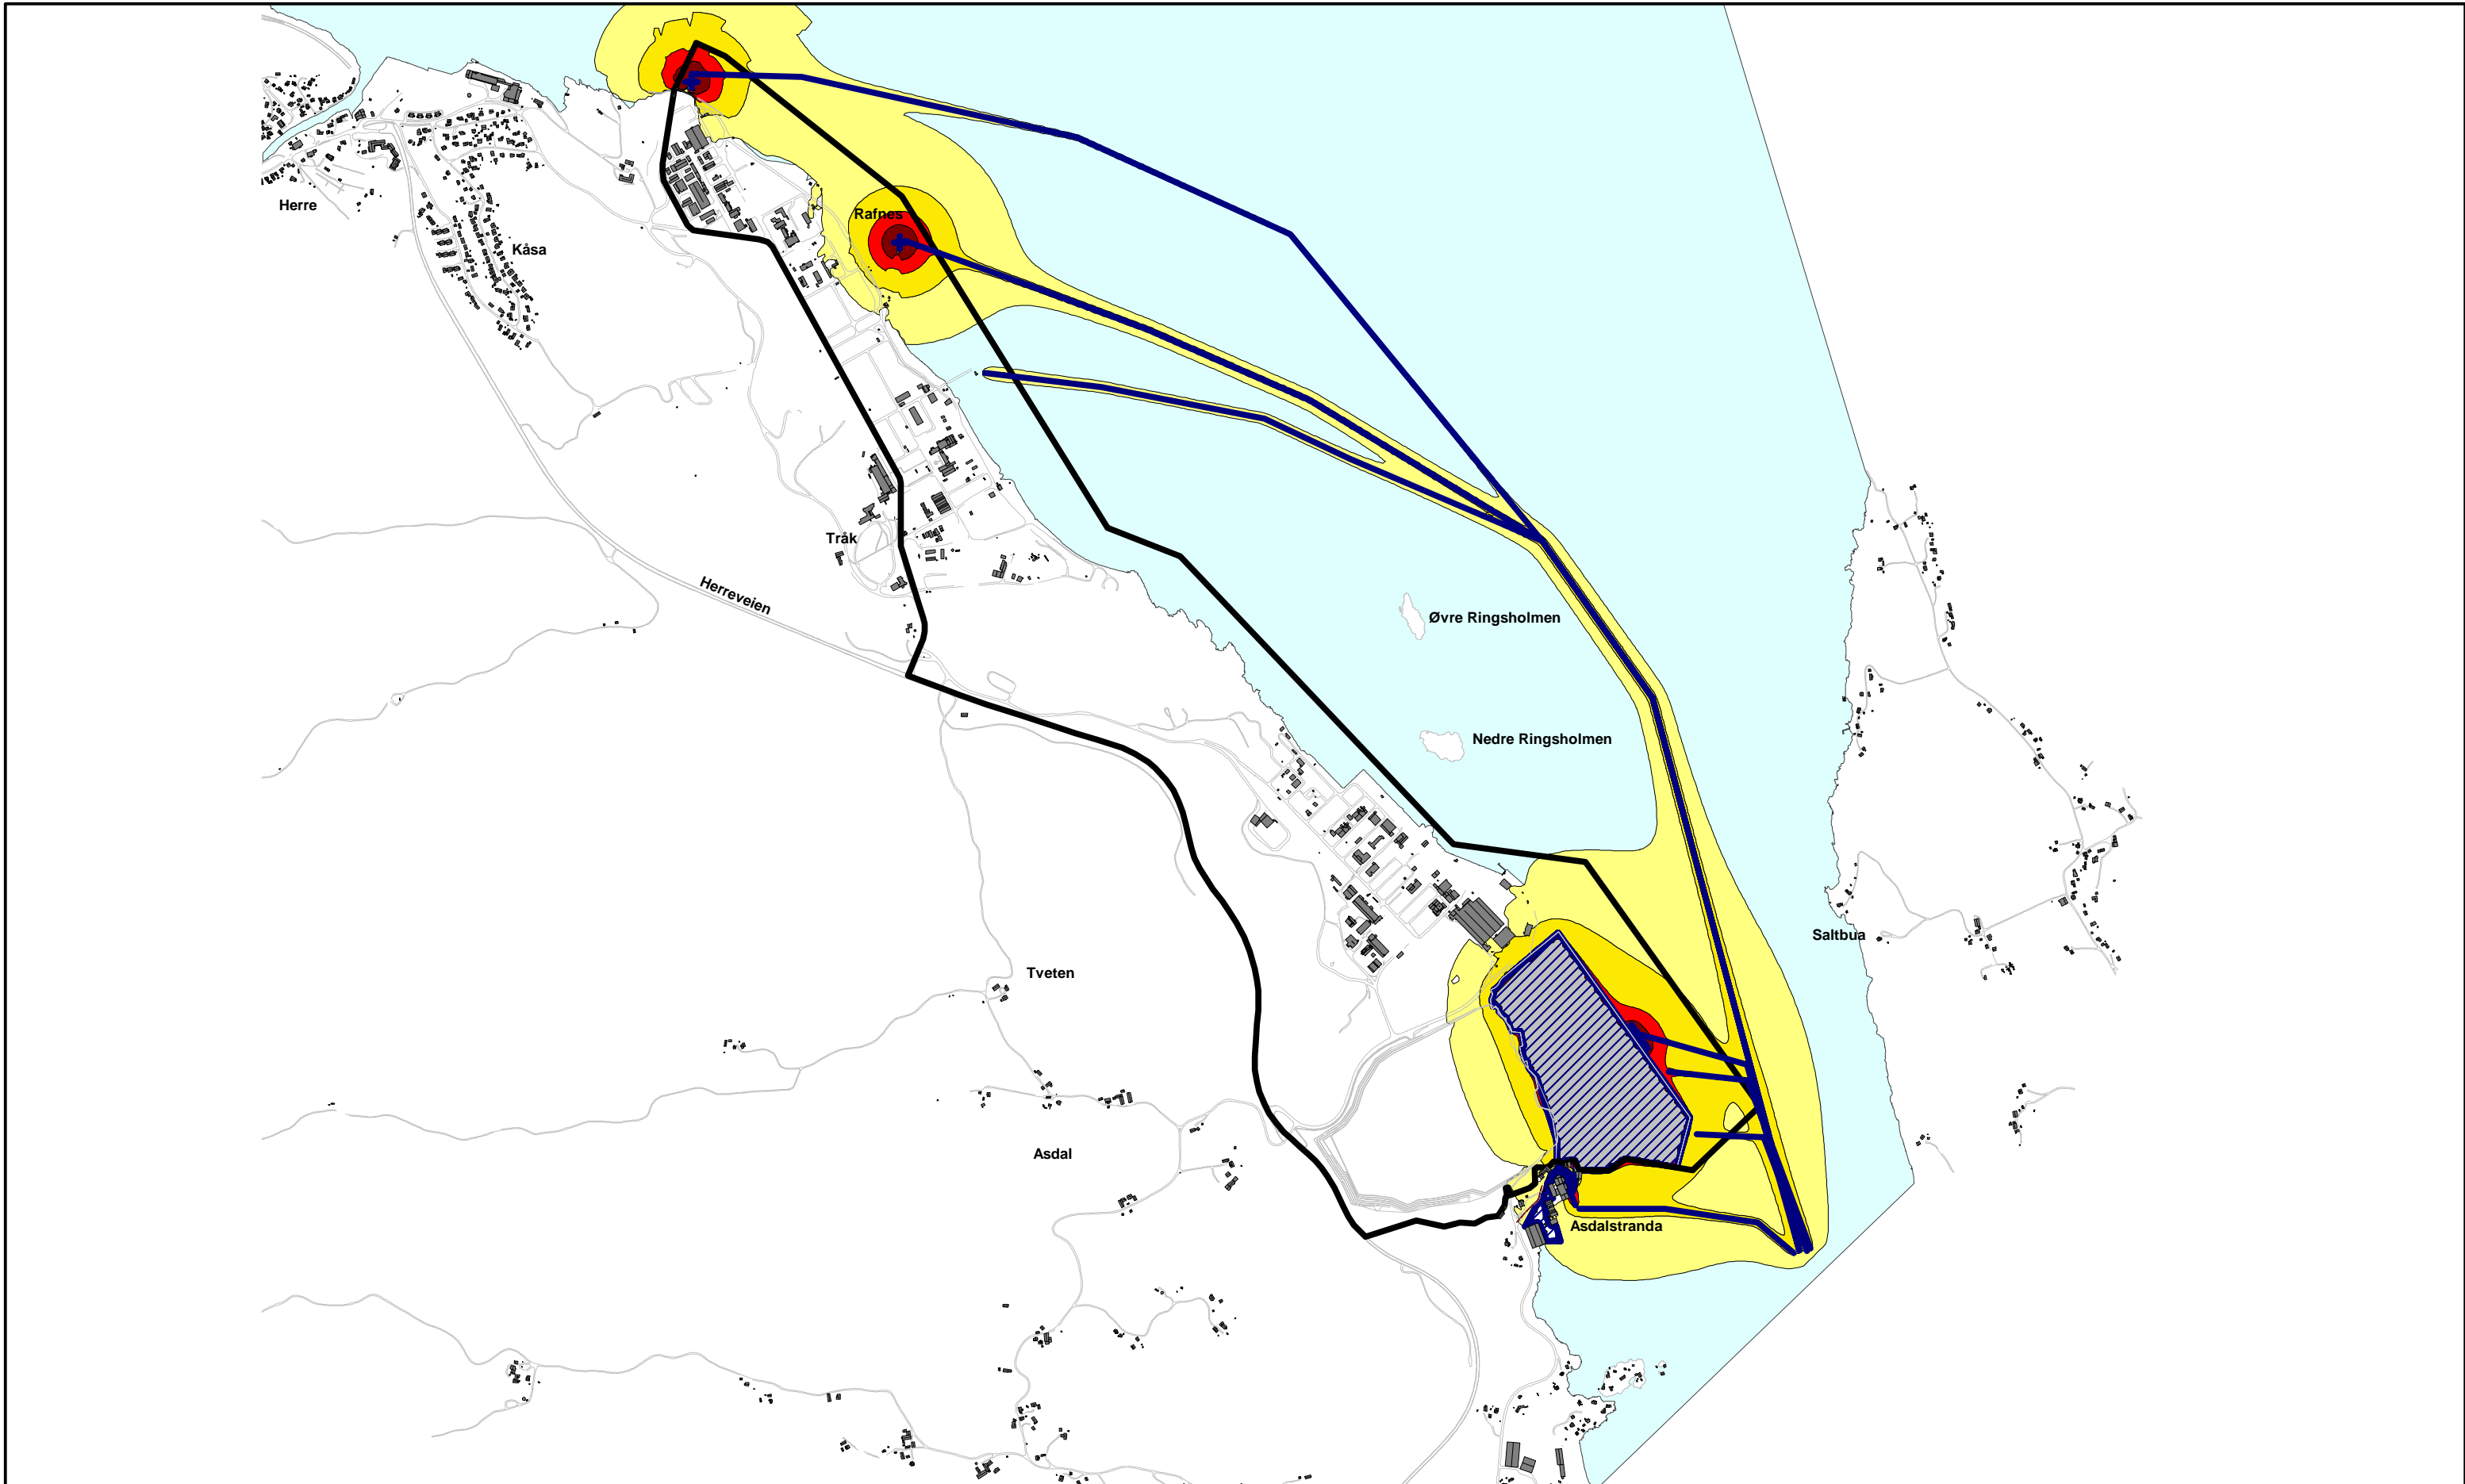 Herre
Rafnes
Kåsa
Tråk
Herreveien
Øvre Ringsholmen
Nedre Ringsholmen
Saltbua
Tveten
Asdal
Asdalstranda